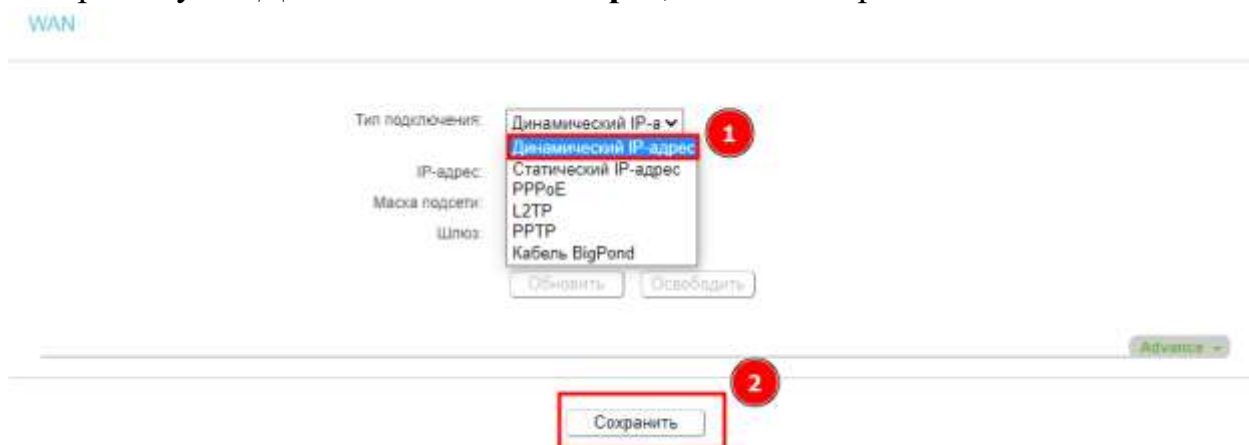 WAN
Тип подключения:
Динамический IP-а
1
Динамический IP-адрес
IP-адрес:
Статический IP-адрес
PPPoE
Маска подсети:
L2TP
Шлюз:
PPTP
Кабель BigPond
Обновить
Освободить
Advance
2
Сохранить